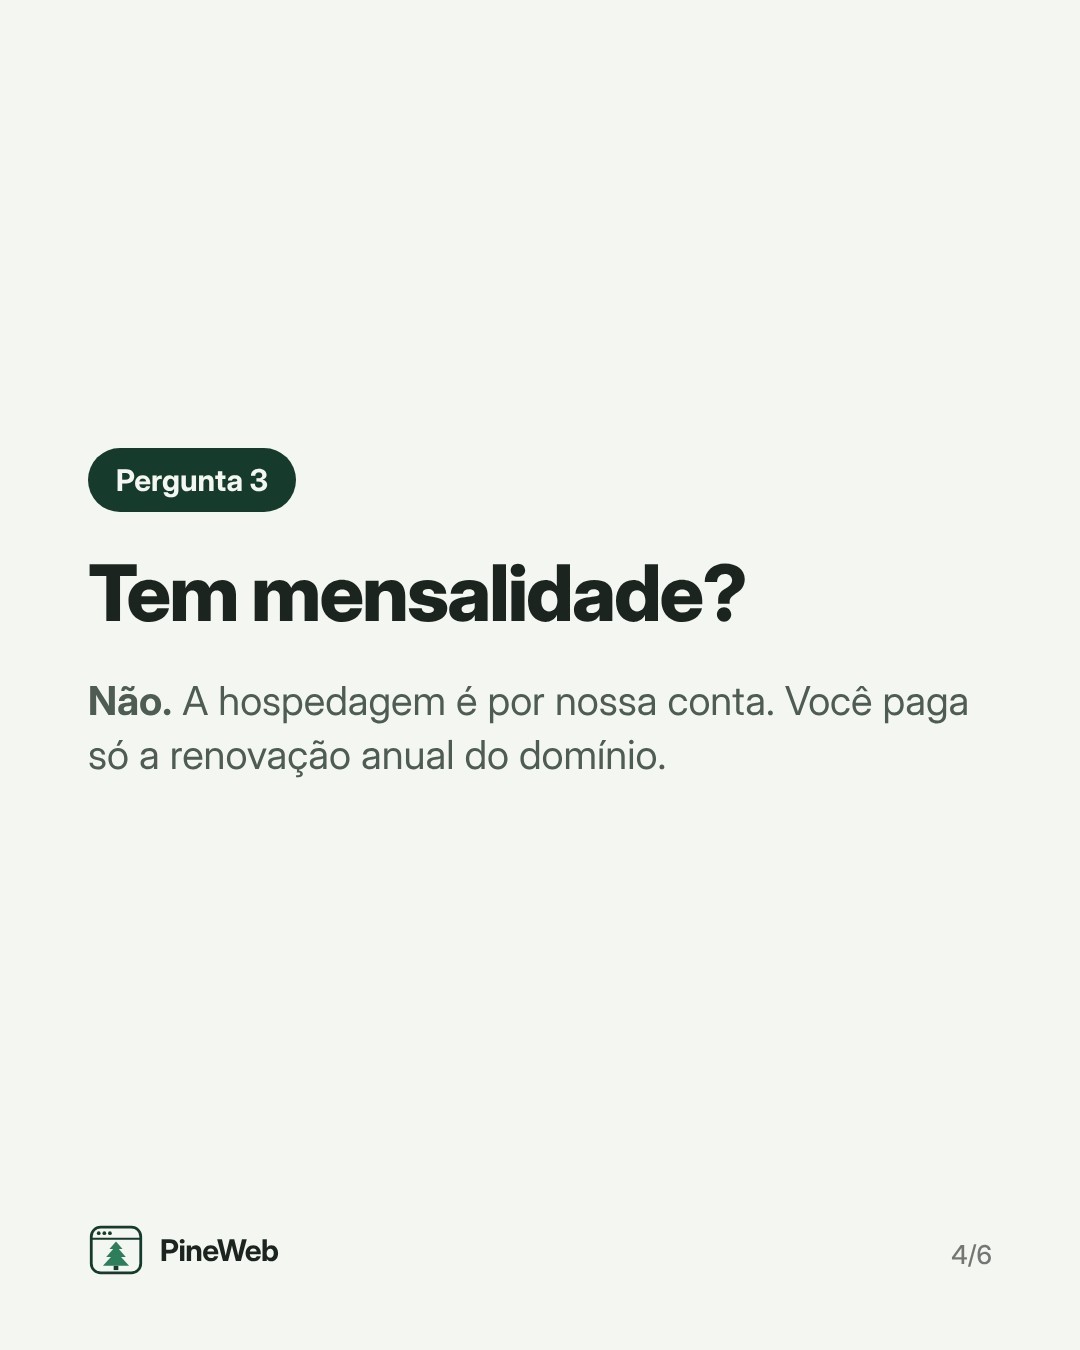 Pergunta 3
Tem mensalidade?
Não. A hospedagem é por nossa conta. Você paga
só a renovação anual do domínio.
PineWeb
4/6